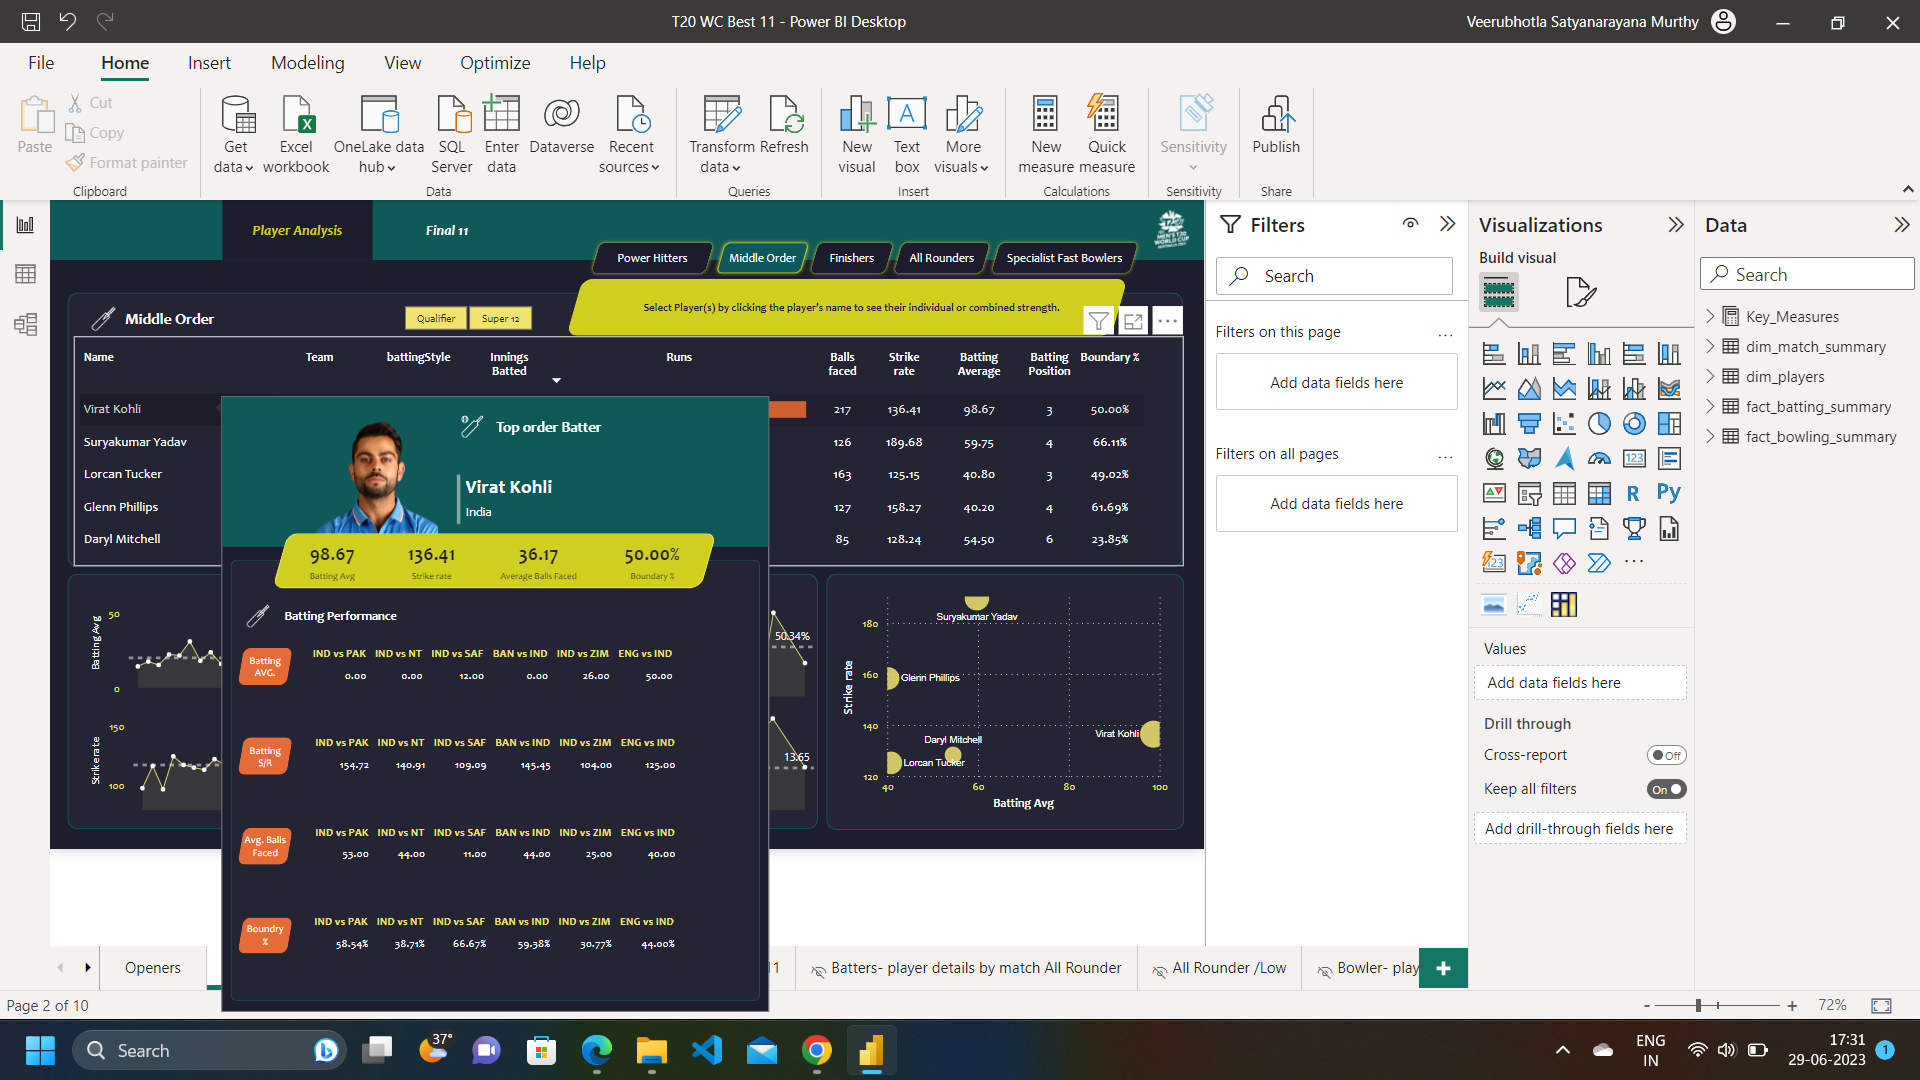 T20 WC Best 11 - Power BI Desktop
Veerubhotla Satyanarayana Murthy
File Home Insert Modeling View Optimize Help
Paste
Cut
Copy
Format painter
Clipboard
Get data
Excel workbook
OneLake data hub
SQL Server
Enter data
Dataverse
Recent sources
Data
Transform data
Refresh
Queries
New visual
Text box
More visuals
Insert
New measure
Quick measure
Calculations
Sensitivity
Sensitivity
Publish
Share
Player Analysis
Final 11
MEN'S T20
WORLD CUP
Power Hitters
Middle Order
Finishers
All Rounders
Specialist Fast Bowlers
Select Player(s) by clicking the player's name to see their individual or combined strength.
Middle Order
Qualifier
Super 12
Name Team battingStyle Innings Batted Runs Balls faced Strike rate Batting Average Batting Position Boundary %
Virat Kohli 217 136.41 98.67 3 50.00%
Suryakumar Yadav 126 189.68 59.75 4 66.11%
Lorcan Tucker 163 125.15 40.80 3 49.02%
Glenn Phillips 127 158.27 40.20 4 61.69%
Daryl Mitchell 85 128.24 54.50 6 23.85%
Top order Batter
Virat Kohli
India
98.67 136.41 36.17 50.00%
Batting Avg Strike rate Average Balls Faced Boundary %
Batting Performance
Batting AVG.
IND vs PAK IND vs NT IND vs SAF BAN vs IND IND vs ZIM ENG vs IND
0.00 0.00 12.00 0.00 26.00 50.00
Batting S/R
IND vs PAK IND vs NT IND vs SAF BAN vs IND IND vs ZIM ENG vs IND
154.72 140.91 109.09 145.45 104.00 125.00
Avg. Balls Faced
IND vs PAK IND vs NT IND vs SAF BAN vs IND IND vs ZIM ENG vs IND
53.00 44.00 11.00 44.00 25.00 40.00
Boundry %
IND vs PAK IND vs NT IND vs SAF BAN vs IND IND vs ZIM ENG vs IND
58.54% 38.71% 66.67% 59.38% 30.77% 44.00%
Batting Avg
50
0
Strike rate
150
100
50.34%
13.65
Strike rate
180
160
140
120
Suryakumar Yadav
Glenn Phillips
Virat Kohli
Daryl Mitchell
Lorcan Tucker
40 60 80 100
Batting Avg
Filters
Search
Filters on this page
Add data fields here
Filters on all pages
Add data fields here
Visualizations
Build visual
123
R
Py
123
Values
Add data fields here
Drill through
Cross-report
Off
Keep all filters
On
Add drill-through fields here
Data
Search
Key_Measures
dim_match_summary
dim_players
fact_batting_summary
fact_bowling_summary
Openers
11
Batters- player details by match All Rounder
All Rounder /Low
Bowler- play
Page 2 of 10
72%
Search
37°
ENG
IN
17:31
29-06-2023
1